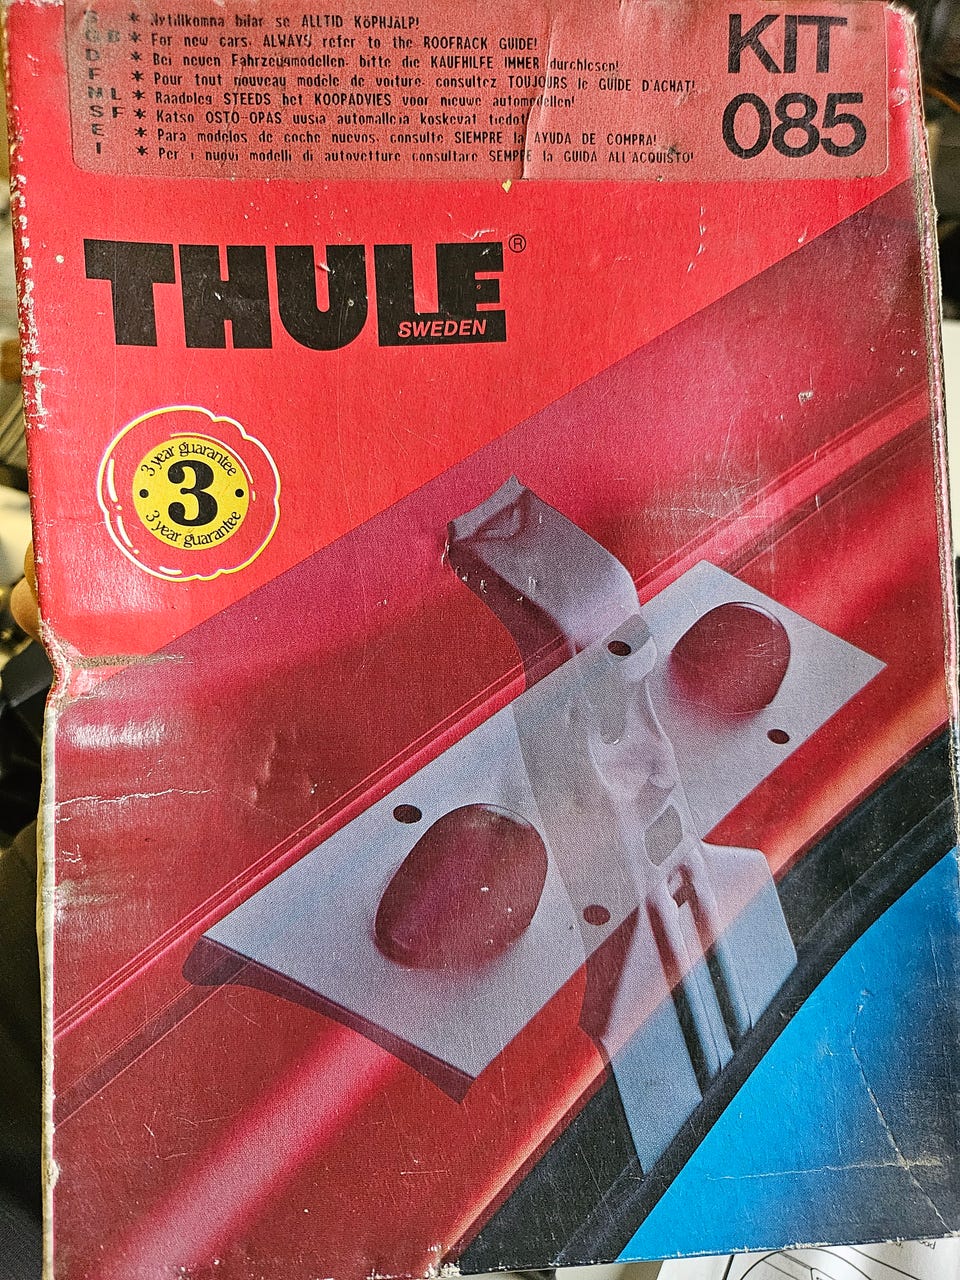 S * Nytillkomna bilar se ALLTID KÖPHJÄLP!
G B * For new cars, ALWAYS refer to the ROOFRACK GUIDE!
D * Bei neuen Fahrzeugmodellen, bitte die KAUFHILFE IMMER durchlesen!
F * Pour tout nouveau modèle de voiture, consultez TOUJOURS le GUIDE D'ACHAT!
N L * Raadpleg STEEDS het KOOPADVIES voor nieuwe automodellen!
S F * Katso OSTO-OPAS uusia automalleja koskevat tiedot
E * Para modelos de coche nuevos, consulte SIEMPRE la AYUDA DE COMPRA!
I * Per i nuovi modelli di autovetture consultare SEMPRE la GUIDA ALL'ACQUISTO!
KIT
085
THULE®
SWEDEN
3 year guarantee
3
3 year guarantee